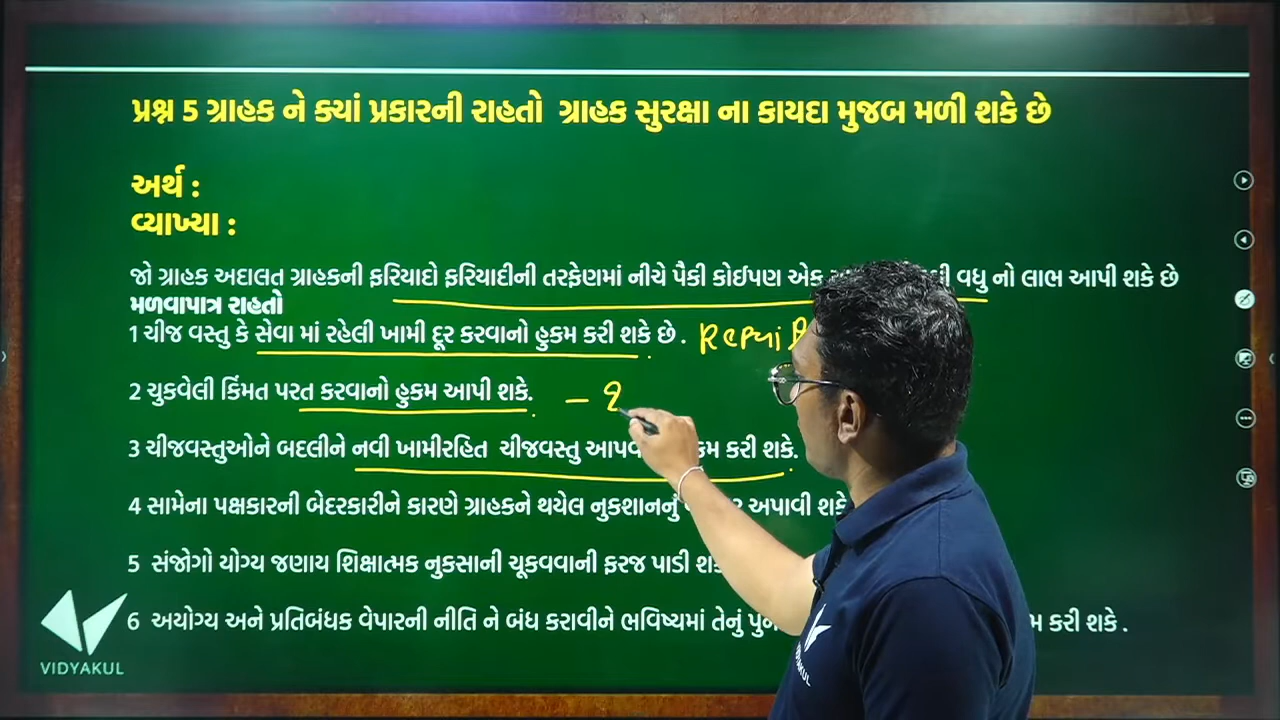 પ્રશ્ન 5 ગ્રાહક ને ક્યાં પ્રકારની રાહતો ગ્રાહક સુરક્ષા ના કાયદા મુજબ મળી શકે છે
અર્થ :
વ્યાખ્યા :
જો ગ્રાહક અદાલત ગ્રાહકની ફરિયાદો ફરિયાદીની તરફેણમાં નીચે પૈકી કોઈપણ એક વધુ નો લાભ આપી શકે છે
મળવાપાત્ર રાહતો
1 ચીજ વસ્તુ કે સેવા માં રહેલી ખામી દૂર કરવાનો હુકમ કરી શકે છે .
2 ચુકવેલી કિંમત પરત કરવાનો હુકમ આપી શકે. –
3 ચીજવસ્તુઓને બદલીને નવી ખામીરહિત ચીજવસ્તુ કરી શકે.
4 સામેના પક્ષકારની બેદરકારીને કારણે ગ્રાહકને થયેલ નુકશાનનું અપાવી શકે
5 સંજોગો યોગ્ય જણાય શિક્ષાત્મક નુકસાની ચૂકવવાની ફરજ પાડી
6 અયોગ્ય અને પ્રતિબંધક વેપારની નીતિ ને બંધ કરાવીને ભવિષ્યમાં તેનું કરી શકે .
VIDYAKUL
VIDYAKUL